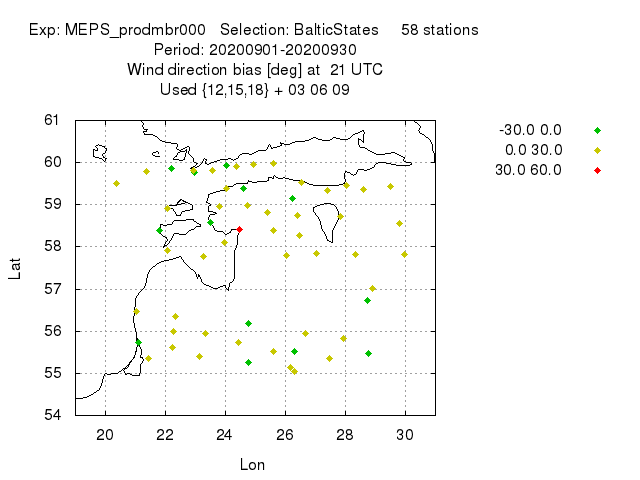 Exp: MEPS_prodmbr000 Selection: BalticStates 58 stations
Period: 20200901-20200930
Wind direction bias [deg] at 21 UTC
Used {12,15,18} + 03 06 09
-30.0 0.0
0.0 30.0
30.0 60.0
61
60
59
58
57
56
55
54
Lat
20 22 24 26 28 30
Lon